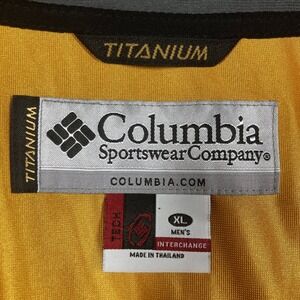 TITANIUM
TITANIUM
Columbia
Sportswear Company®
COLUMBIA.COM
TECH
XL
MEN'S
INTERCHANGE
MADE IN THAILAND